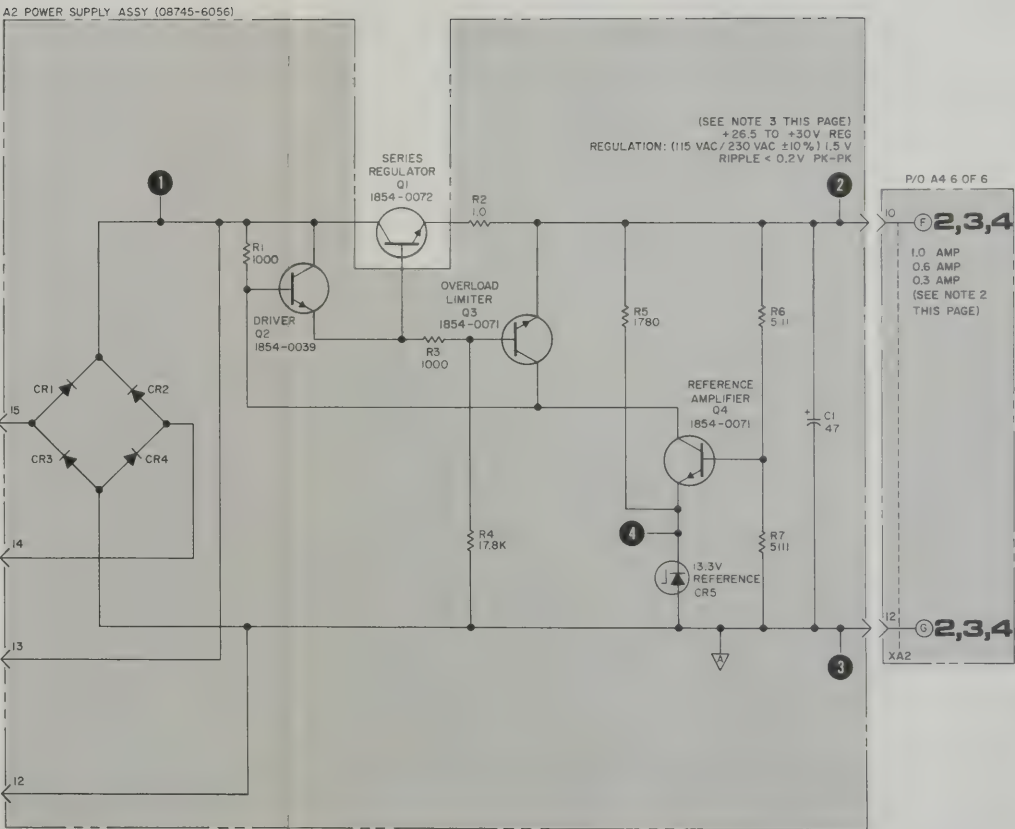 A2 POWER SUPPLY ASSY (08745-6056)
(SEE NOTE 3 THIS PAGE)
+26.5 TO +30V REG
REGULATION: (115 VAC/230 VAC ±10%) 1.5 V
RIPPLE < 0.2V PK-PK
SERIES
REGULATOR
Q1
1854-0072
1
2
P/O A4 6 OF 6
R2
1.0
10
F 2,3,4
1.0 AMP
0.6 AMP
0.3 AMP
(SEE NOTE 2
THIS PAGE)
R1
1000
DRIVER
Q2
1854-0039
OVERLOAD
LIMITER
Q3
1854-0071
R3
1000
R5
1780
R6
5111
REFERENCE
AMPLIFIER
Q4
1854-0071
+
C1
47
CR1
CR2
15
CR3
CR4
R4
17.8K
4
R7
5111
13.3V
REFERENCE
CR5
14
12
G 2,3,4
A
3
XA2
13
12